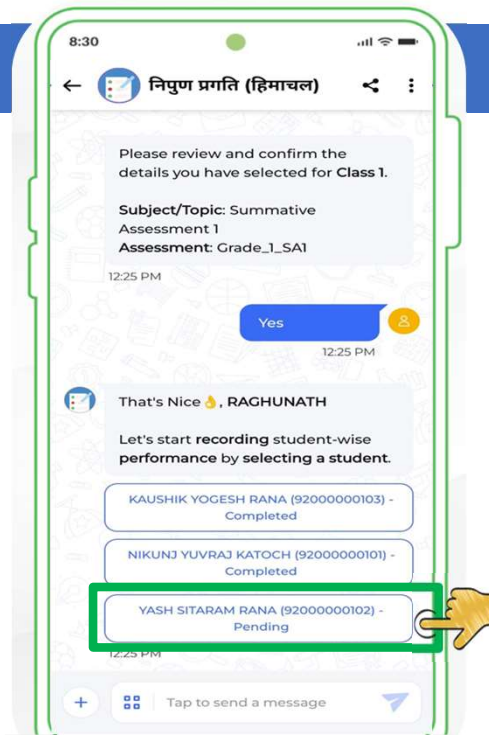 8:30
निपुण प्रगति (हिमाचल)
Please review and confirm the
details you have selected for Class 1.
Subject/Topic: Summative
Assessment 1
Assessment: Grade_1_SA1
12:25 PM
Yes
12:25 PM
That's Nice👌, RAGHUNATH
Let's start recording student-wise
performance by selecting a student.
KAUSHIK YOGESH RANA (92000000103) -
Completed
NIKUNJ YUVRAJ KATOCH (92000000101) -
Completed
YASH SITARAM RANA (92000000102) -
Pending
12:25 PM
Tap to send a message